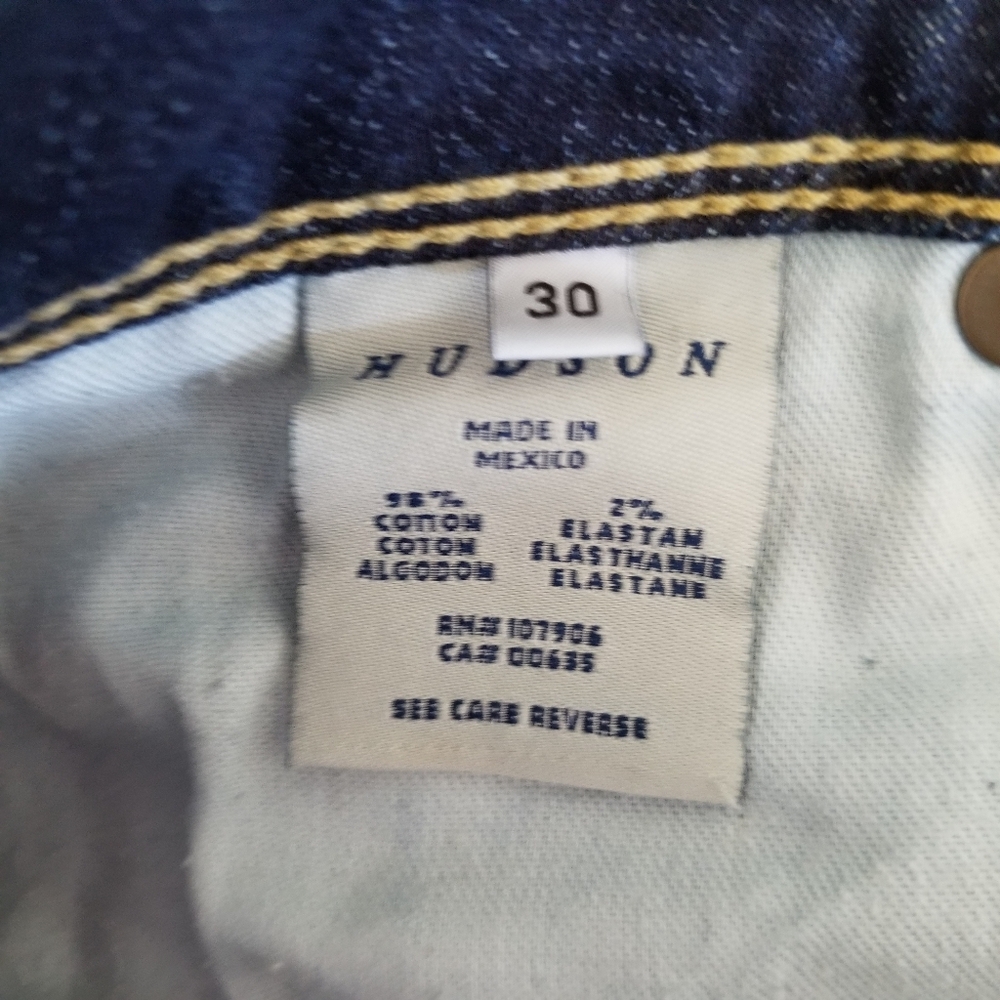 30
HUDSON
MADE IN
MEXICO
98%
COTTON
COTON
ALGODON
2%
ELASTAN
ELASTHANNE
ELASTANE
RN# 107906
CA# 00635
SEE CARE REVERSE